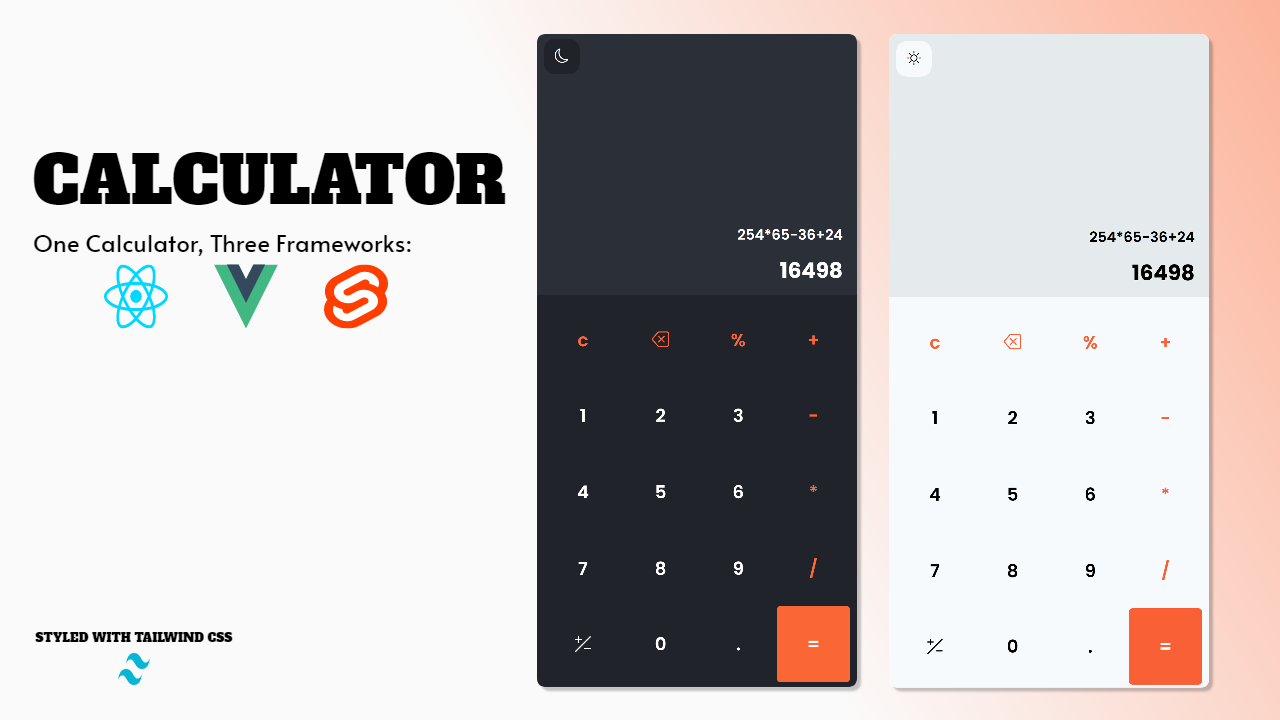 CALCULATOR
One Calculator, Three Frameworks:
STYLED WITH TAILWIND CSS
254*65-36+24
16498
c % +
1 2 3 -
4 5 6 *
7 8 9 /
+/- 0 . =
254*65-36+24
16498
c % +
1 2 3 -
4 5 6 *
7 8 9 /
+/- 0 . =